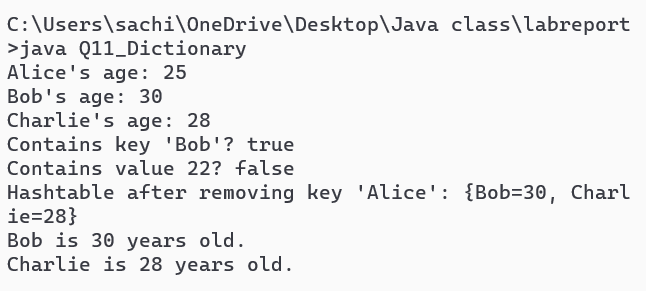 C:\Users\sachi\OneDrive\Desktop\Java class\labreport
>java Q11_Dictionary
Alice's age: 25
Bob's age: 30
Charlie's age: 28
Contains key 'Bob'? true
Contains value 22? false
Hashtable after removing key 'Alice': {Bob=30, Charl
ie=28}
Bob is 30 years old.
Charlie is 28 years old.